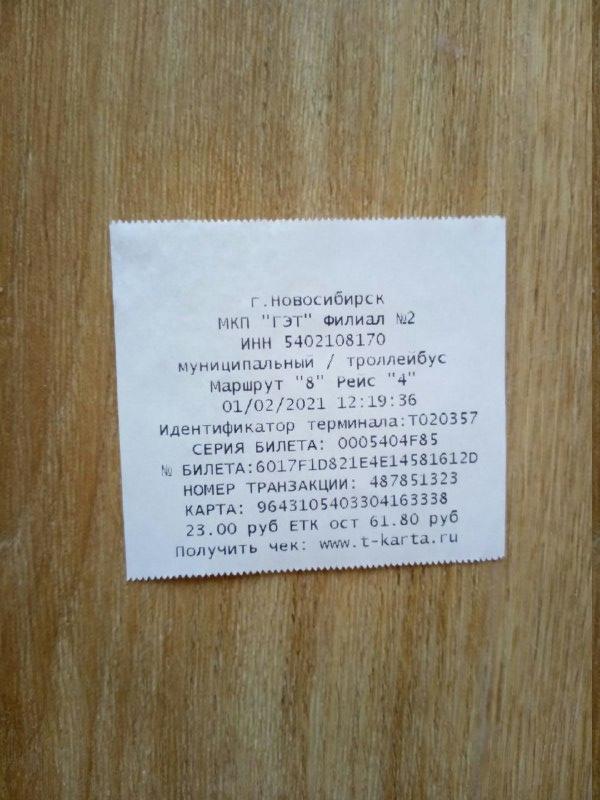 г.Новосибирск
МКП "ГЭТ" Филиал №2
ИНН 5402108170
муниципальный / троллейбус
Маршрут "8" Рейс "4"
01/02/2021 12:19:36
Идентификатор терминала:T020357
СЕРИЯ БИЛЕТА: 0005404F85
№ БИЛЕТА:6017F1D821E4E14581612D
НОМЕР ТРАНЗАКЦИИ: 487851323
КАРТА: 9643105403304163338
23.00 руб ЕТК ост 61.80 руб
Получить чек: www.t-karta.ru